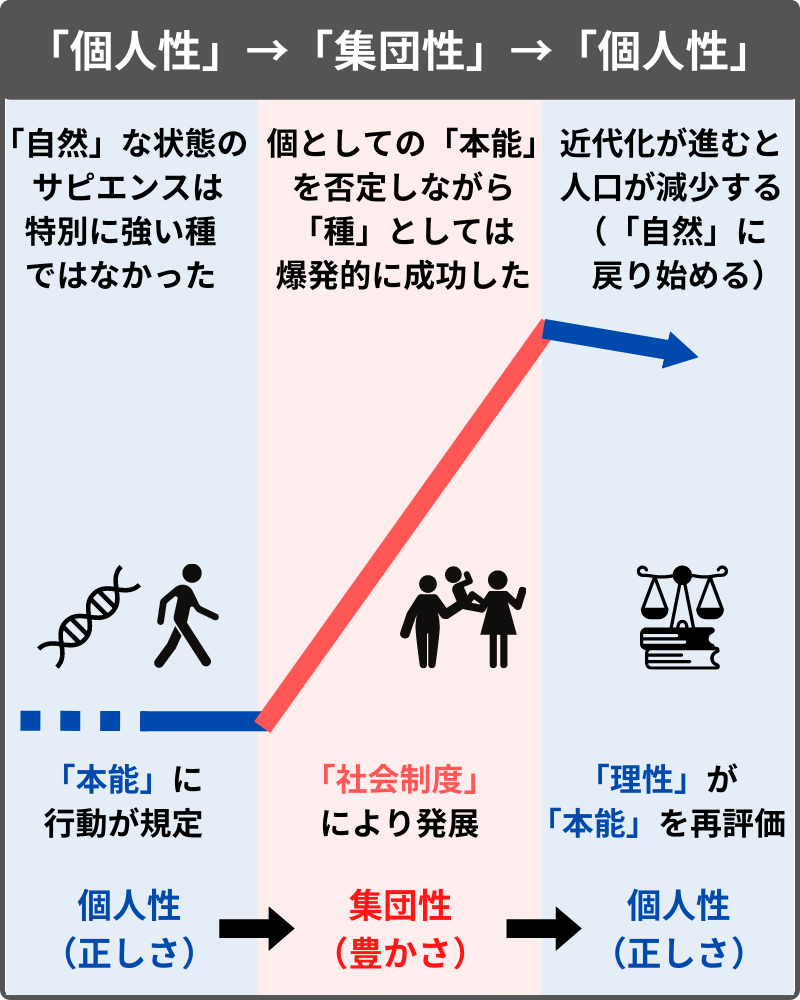 「個人性」→「集団性」→「個人性」
「自然」な状態の
サピエンスは
特別に強い種
ではなかった
個としての「本能」
を否定しながら
「種」としては
爆発的に成功した
近代化が進むと
人口が減少する
（「自然」に
戻り始める）
「本能」に
行動が規定
「社会制度」
により発展
「理性」が
「本能」を再評価
個人性
（正しさ）
集団性
（豊かさ）
個人性
（正しさ）